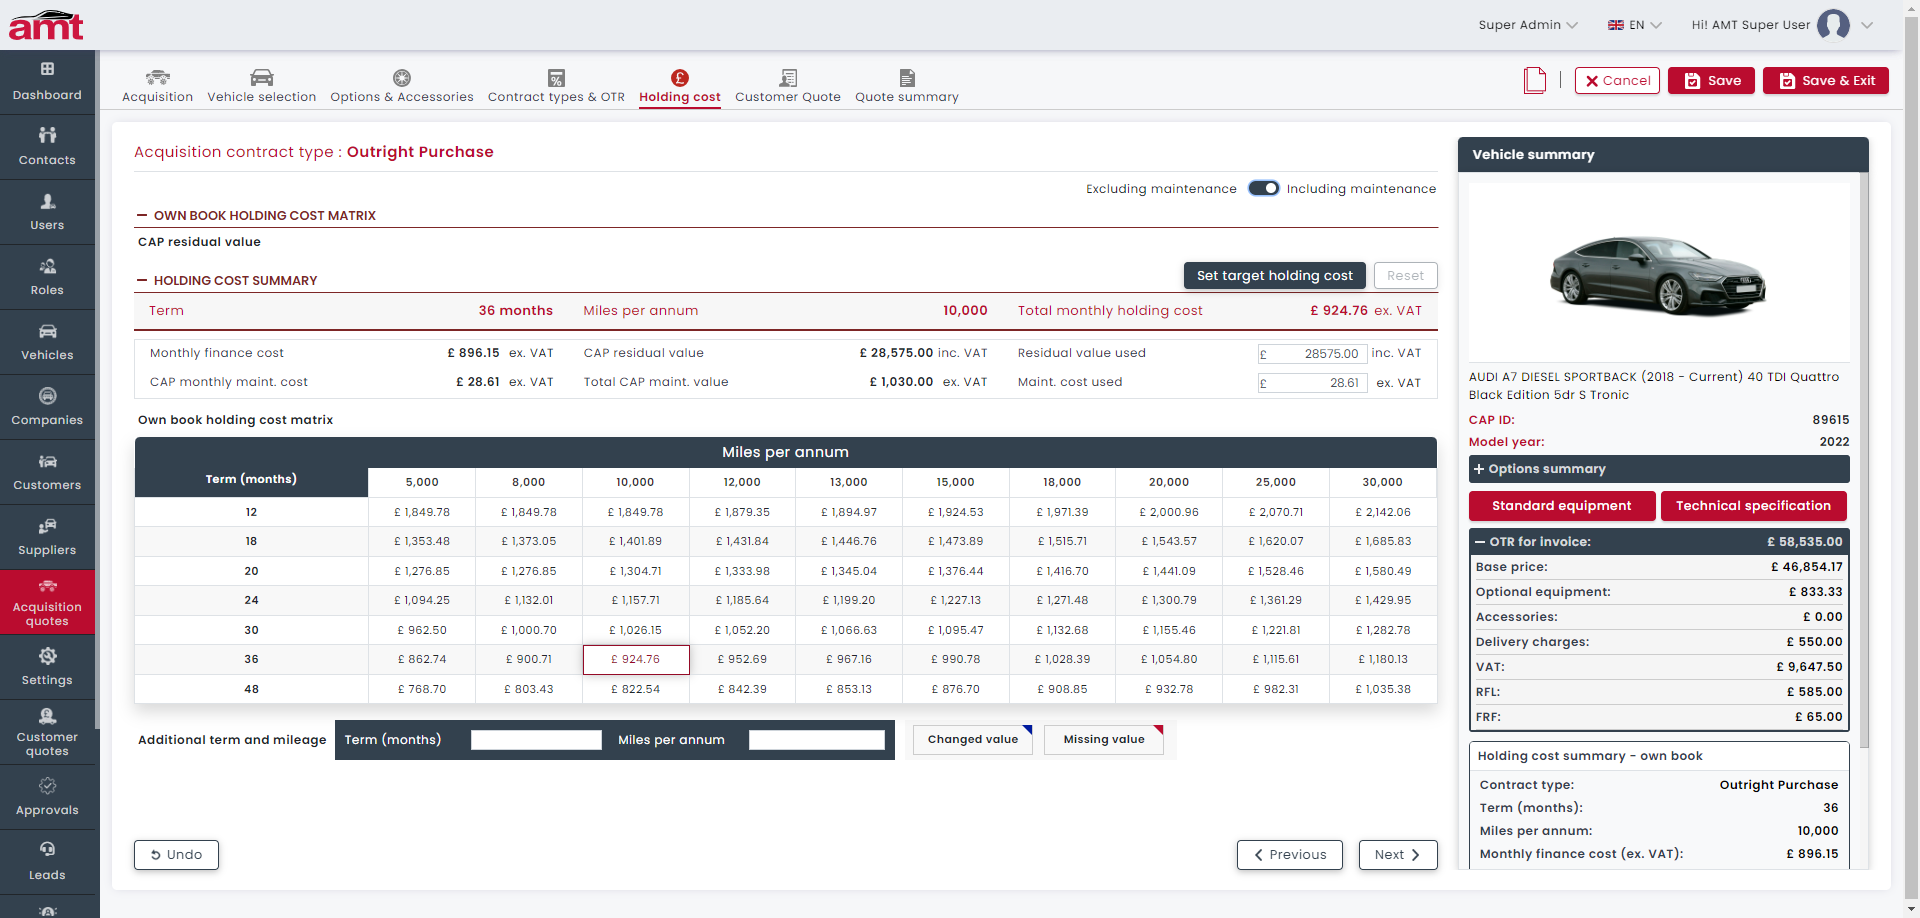 amt
Super Admin
EN
Hi! AMT Super User
Dashboard
Contacts
Users
Roles
Vehicles
Companies
Customers
Suppliers
Acquisition
quotes
Settings
Customer
quotes
Approvals
Leads
Acquisition
Vehicle selection
Options & Accessories
Contract types & OTR
Holding cost
Customer Quote
Quote summary
Cancel
Save
Save & Exit
Acquisition contract type : Outright Purchase
Excluding maintenance
Including maintenance
OWN BOOK HOLDING COST MATRIX
CAP residual value
HOLDING COST SUMMARY
Set target holding cost
Reset
Term 36 months Miles per annum 10,000 Total monthly holding cost £ 924.76 ex. VAT
Monthly finance cost £ 896.15 ex. VAT CAP residual value £ 28,575.00 inc. VAT Residual value used £ 28575.00 inc. VAT
CAP monthly maint. cost £ 28.61 ex. VAT Total CAP maint. value £ 1,030.00 ex. VAT Maint. cost used £ 28.61 ex. VAT
Own book holding cost matrix
Miles per annum
Term (months) 5,000 8,000 10,000 12,000 13,000 15,000 18,000 20,000 25,000 30,000
12 £ 1,849.78 £ 1,849.78 £ 1,849.78 £ 1,879.35 £ 1,894.97 £ 1,924.53 £ 1,971.39 £ 2,000.96 £ 2,070.71 £ 2,142.06
18 £ 1,353.48 £ 1,373.05 £ 1,401.89 £ 1,431.84 £ 1,446.76 £ 1,473.89 £ 1,515.71 £ 1,543.57 £ 1,620.07 £ 1,685.83
20 £ 1,276.85 £ 1,276.85 £ 1,304.71 £ 1,333.98 £ 1,345.04 £ 1,376.44 £ 1,416.70 £ 1,441.09 £ 1,528.46 £ 1,580.49
24 £ 1,094.25 £ 1,132.01 £ 1,157.71 £ 1,185.64 £ 1,199.20 £ 1,227.13 £ 1,271.48 £ 1,300.79 £ 1,361.29 £ 1,429.95
30 £ 962.50 £ 1,000.70 £ 1,026.15 £ 1,052.20 £ 1,066.63 £ 1,095.47 £ 1,132.68 £ 1,155.46 £ 1,221.81 £ 1,282.78
36 £ 862.74 £ 900.71 £ 924.76 £ 952.69 £ 967.16 £ 990.78 £ 1,028.39 £ 1,054.80 £ 1,115.61 £ 1,180.13
48 £ 768.70 £ 803.43 £ 822.54 £ 842.39 £ 853.13 £ 876.70 £ 908.85 £ 932.78 £ 982.31 £ 1,035.38
Additional term and mileage Term (months) Miles per annum Changed value Missing value
Undo
Previous
Next
Vehicle summary
AUDI A7 DIESEL SPORTBACK (2018 - Current) 40 TDI Quattro
Black Edition 5dr S Tronic
CAP ID: 89615
Model year: 2022
Options summary
Standard equipment
Technical specification
OTR for invoice: £ 58,535.00
Base price: £ 46,854.17
Optional equipment: £ 833.33
Accessories: £ 0.00
Delivery charges: £ 550.00
VAT: £ 9,647.50
RFL: £ 585.00
FRF: £ 65.00
Holding cost summary - own book
Contract type: Outright Purchase
Term (months): 36
Miles per annum: 10,000
Monthly finance cost (ex. VAT): £ 896.15